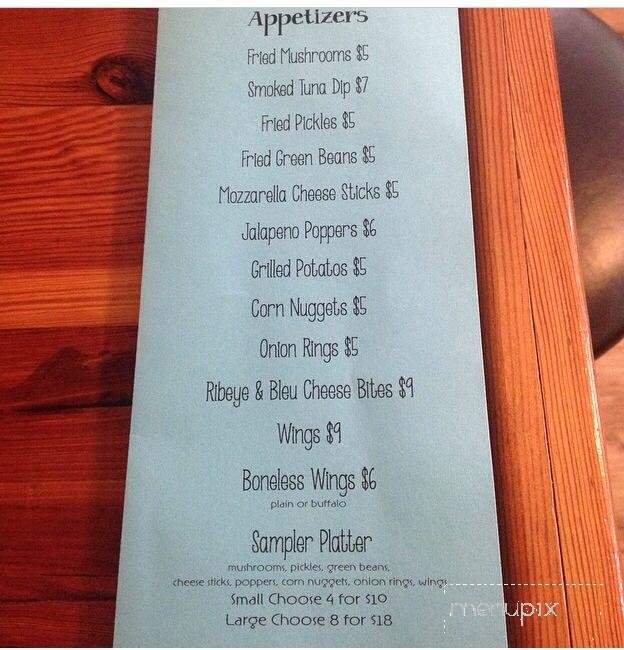 Appetizers
Fried Mushrooms $5
Smoked Tuna Dip $7
Fried Pickles $5
Fried Green Beans $5
Mozzarella Cheese Sticks $5
Jalapeno Poppers $6
Grilled Potatos $5
Corn Nuggets $5
Onion Rings $5
Ribeye & Bleu Cheese Bites $9
Wings $9
Boneless Wings $6
plain or buffalo
Sampler Platter
mushrooms, pickles, green beans,
cheese sticks, poppers, corn nuggets, onion rings, wings
Small Choose 4 for $10
Large Choose 8 for $18
menupix